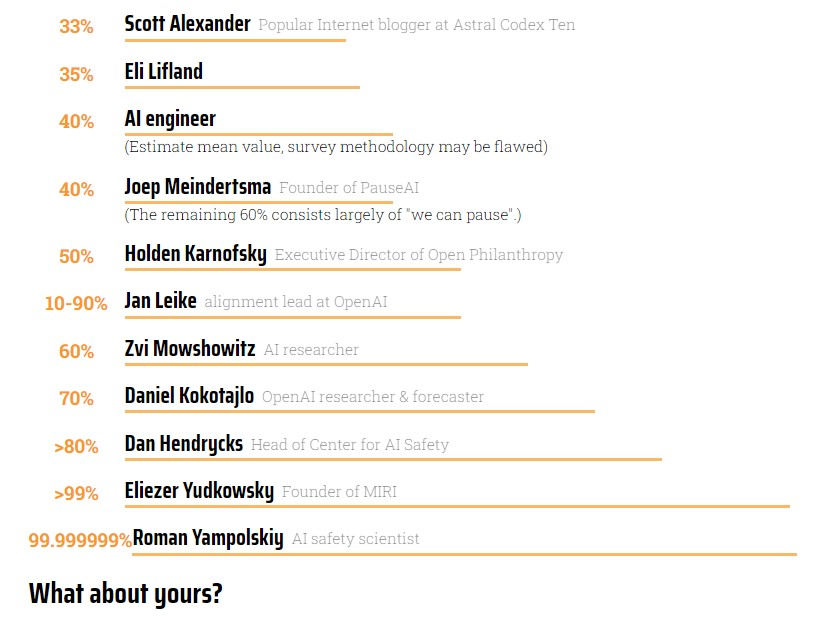 33% Scott Alexander Popular Internet blogger at Astral Codex Ten
35% Eli Lifland
40% AI engineer
(Estimate mean value, survey methodology may be flawed)
40% Joep Meindertsma Founder of PauseAI
(The remaining 60% consists largely of "we can pause".)
50% Holden Karnofsky Executive Director of Open Philanthropy
10-90% Jan Leike alignment lead at OpenAI
60% Zvi Mowshowitz AI researcher
70% Daniel Kokotajlo OpenAI researcher & forecaster
>80% Dan Hendrycks Head of Center for AI Safety
>99% Eliezer Yudkowsky Founder of MIRI
99.999999% Roman Yampolskiy AI safety scientist
What about yours?